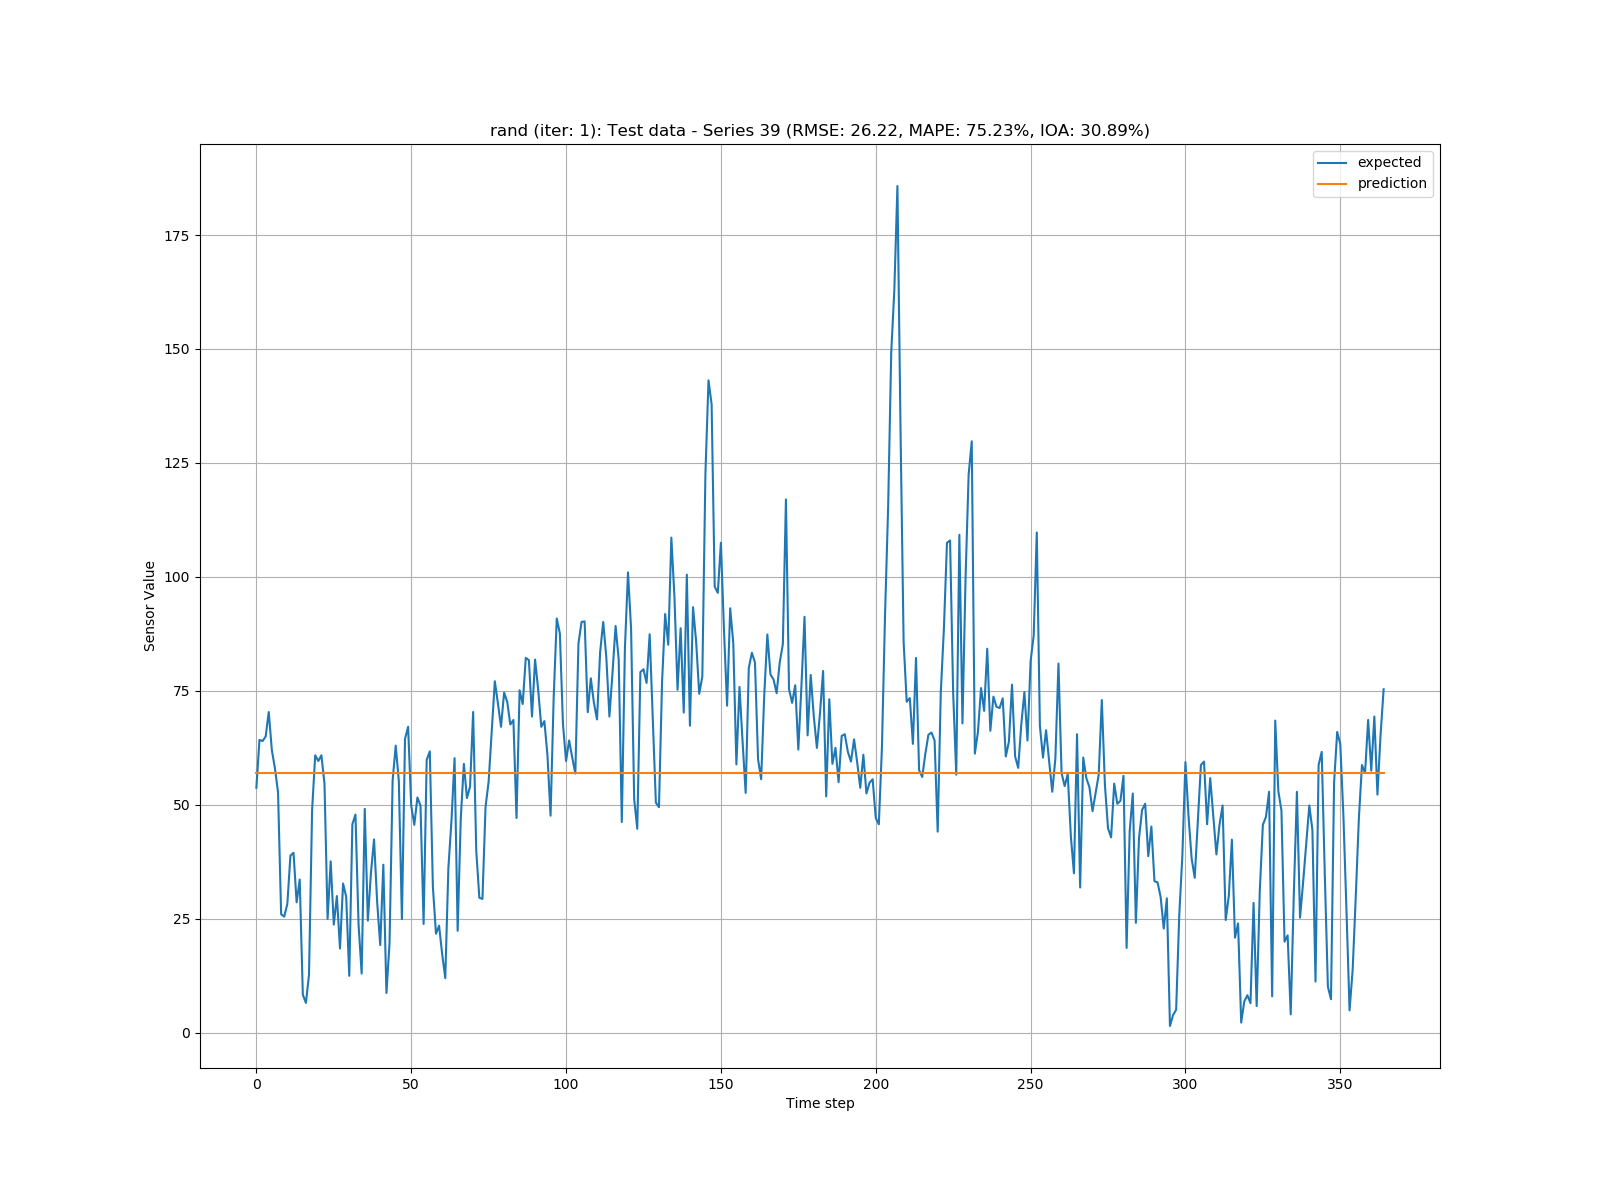 rand (iter: 1): Test data - Series 39 (RMSE: 26.22, MAPE: 75.23%, IOA: 30.89%)
expected
prediction
175
150
125
100
75
50
25
0
Sensor Value
0 50 100 150 200 250 300 350
Time step